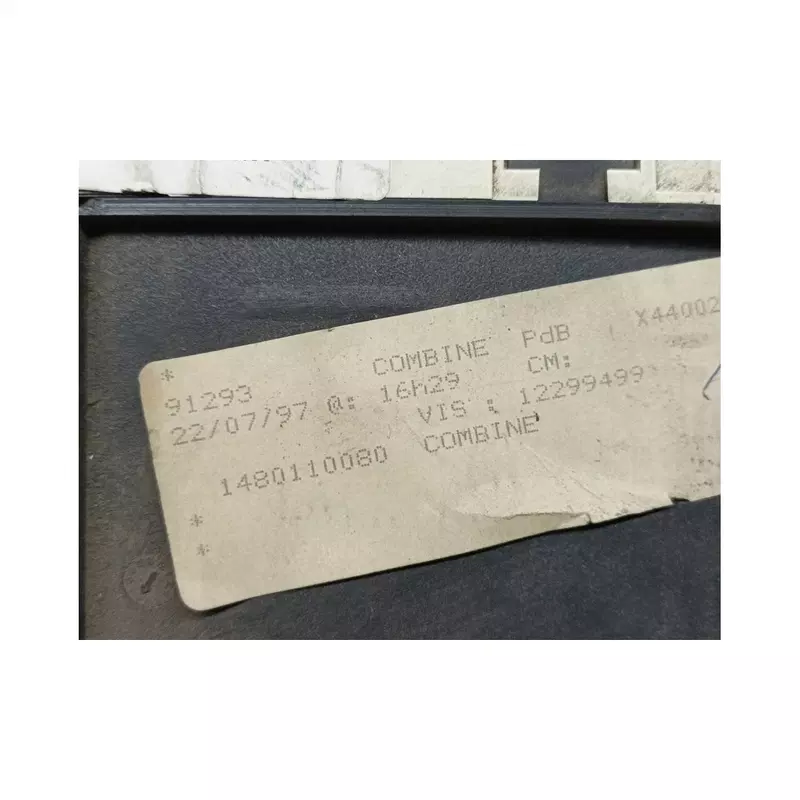 * COMBINE PdB X44002
91293 CM:
22/07/97 @: 16h29 VIS : 12299499
1480110080 COMBINE
*
*